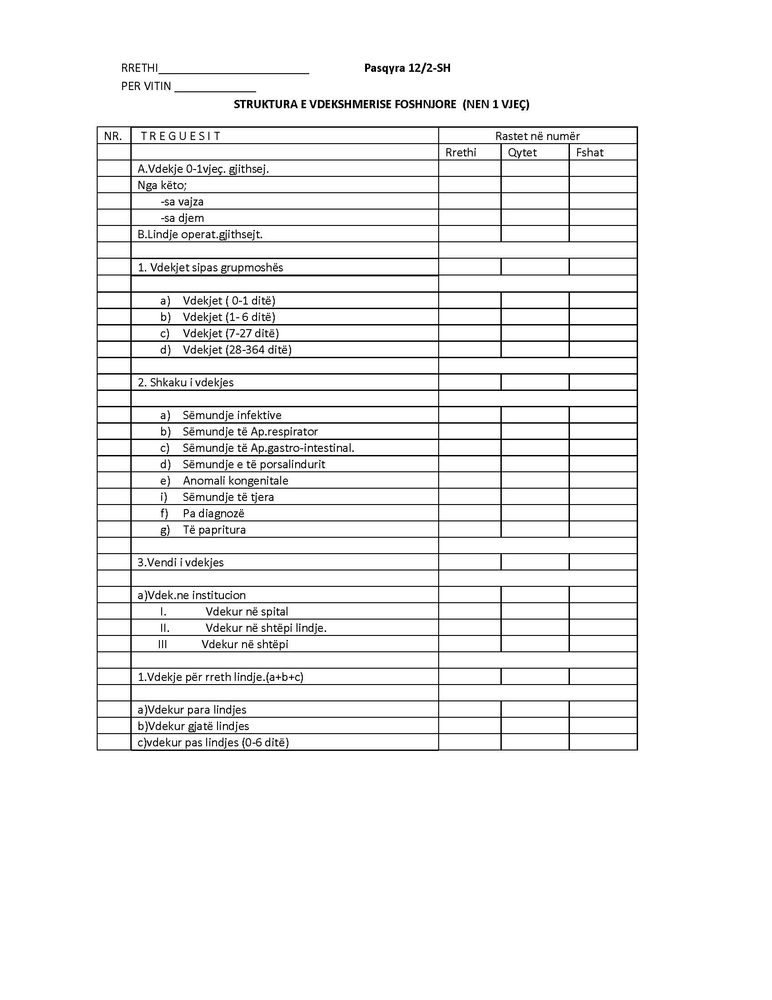 RRETHI________________________ Pasqyra 12/2-SH
PER VITIN _____________
STRUKTURA E VDEKSHMERISE FOSHNJORE (NEN 1 VJEÇ)
NR. T R E G U E S I T Rastet në numër
Rrethi Qytet Fshat
A.Vdekje 0-1vjeç. gjithsej.
Nga këto;
-sa vajza
-sa djem
B.Lindje operat.gjithsejt.
1. Vdekjet sipas grupmoshës
a) Vdekjet ( 0-1 ditë)
b) Vdekjet (1- 6 ditë)
c) Vdekjet (7-27 ditë)
d) Vdekjet (28-364 ditë)
2. Shkaku i vdekjes
a) Sëmundje infektive
b) Sëmundje të Ap.respirator
c) Sëmundje të Ap.gastro-intestinal.
d) Sëmundje e të porsalindurit
e) Anomali kongenitale
i) Sëmundje të tjera
f) Pa diagnozë
g) Të papritura
3.Vendi i vdekjes
a)Vdek.ne institucion
I. Vdekur në spital
II. Vdekur në shtëpi lindje.
III Vdekur në shtëpi
1.Vdekje për rreth lindje.(a+b+c)
a)Vdekur para lindjes
b)Vdekur gjatë lindjes
c)vdekur pas lindjes (0-6 ditë)